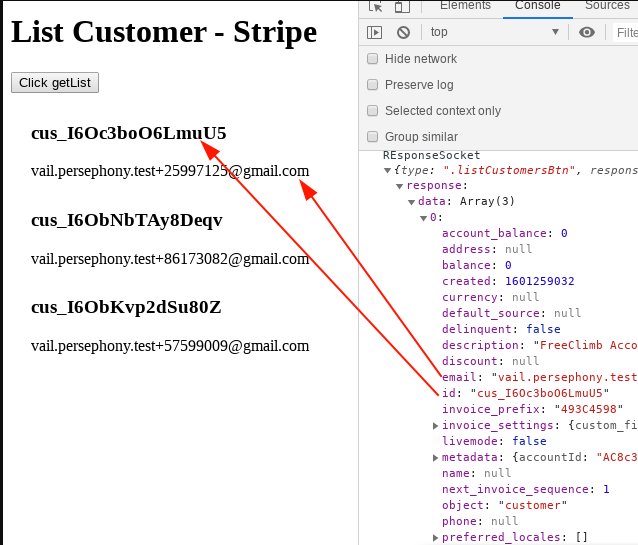 List Customer - Stripe
Click getList
cus_I6Oc3boO6LmuU5
vail.persephony.test+25997125@gmail.com
cus_I6ObNbTAy8Deqv
vail.persephony.test+86173082@gmail.com
cus_I6ObKvp2dSu80Z
vail.persephony.test+57599009@gmail.com
Elements Console Sources
top Filte
Hide network
Preserve log
Selected context only
Group similar
REsponseSocket
{type: ".listCustomersBtn", respons
response:
data: Array(3)
0:
account_balance: 0
address: null
balance: 0
created: 1601259032
currency: null
default_source: null
delinquent: false
description: "FreeClimb Acco
discount: null
email: "vail.persephony.test
id: "cus_I6Oc3boO6LmuU5"
invoice_prefix: "493C4598"
invoice_settings: {custom_fi
livemode: false
metadata: {accountId: "AC8c3
name: null
next_invoice_sequence: 1
object: "customer"
phone: null
preferred_locales: []